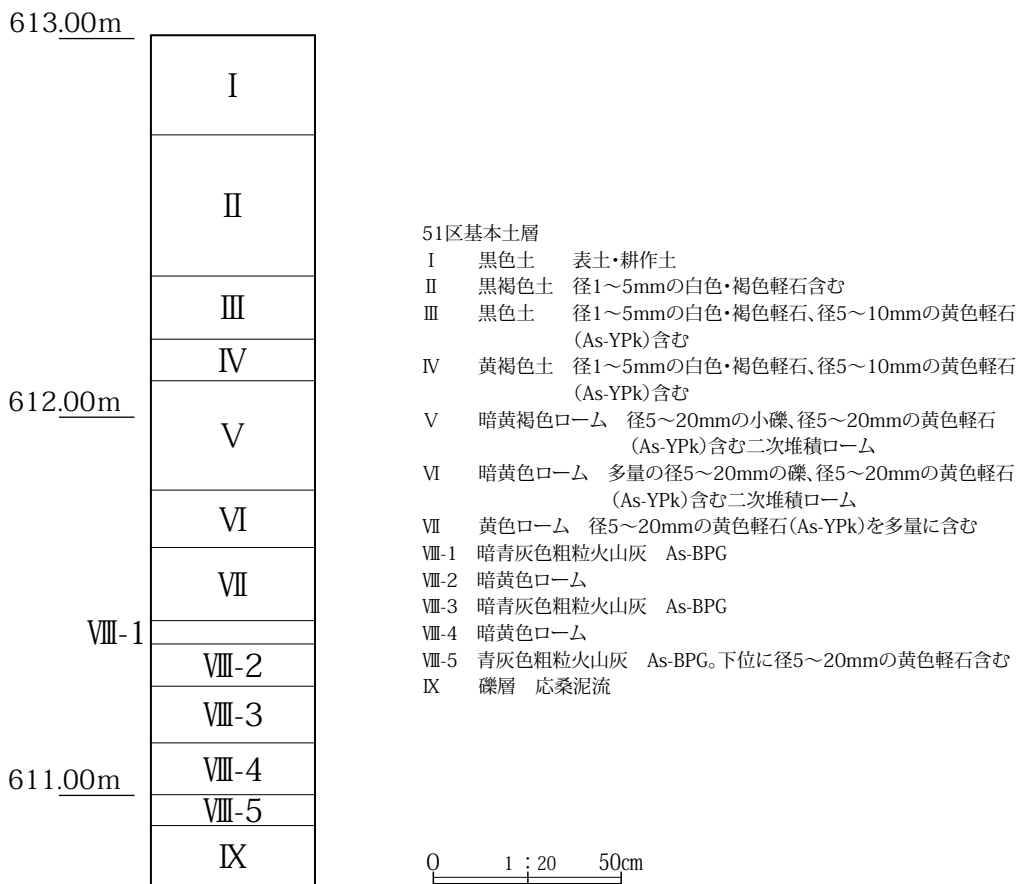 613.00m
Ⅰ
Ⅱ
Ⅲ
Ⅳ
612.00m
Ⅴ
Ⅵ
Ⅶ
Ⅷ-1
Ⅷ-2
Ⅷ-3
Ⅷ-4
611.00m
Ⅷ-5
Ⅸ
51区基本土層
Ⅰ 黒色土 表土・耕作土
Ⅱ 黒褐色土 径1～5mmの白色・褐色軽石含む
Ⅲ 黒色土 径1～5mmの白色・褐色軽石、径5～10mmの黄色軽石
(As-YPk)含む
Ⅳ 黄褐色土 径1～5mmの白色・褐色軽石、径5～10mmの黄色軽石
(As-YPk)含む
Ⅴ 暗黄褐色ローム 径5～20mmの小礫、径5～20mmの黄色軽石
(As-YPk)含む二次堆積ローム
Ⅵ 暗黄色ローム 多量の径5～20mmの礫、径5～20mmの黄色軽石
(As-YPk)含む二次堆積ローム
Ⅶ 黄色ローム 径5～20mmの黄色軽石(As-YPk)を多量に含む
Ⅷ-1 暗青灰色粗粒火山灰 As-BPG
Ⅷ-2 暗黄色ローム
Ⅷ-3 暗青灰色粗粒火山灰 As-BPG
Ⅷ-4 暗黄色ローム
Ⅷ-5 青灰色粗粒火山灰 As-BPG。下位に径5～20mmの黄色軽石含む
Ⅸ 礫層 応桑泥流
0 1：20 50㎝